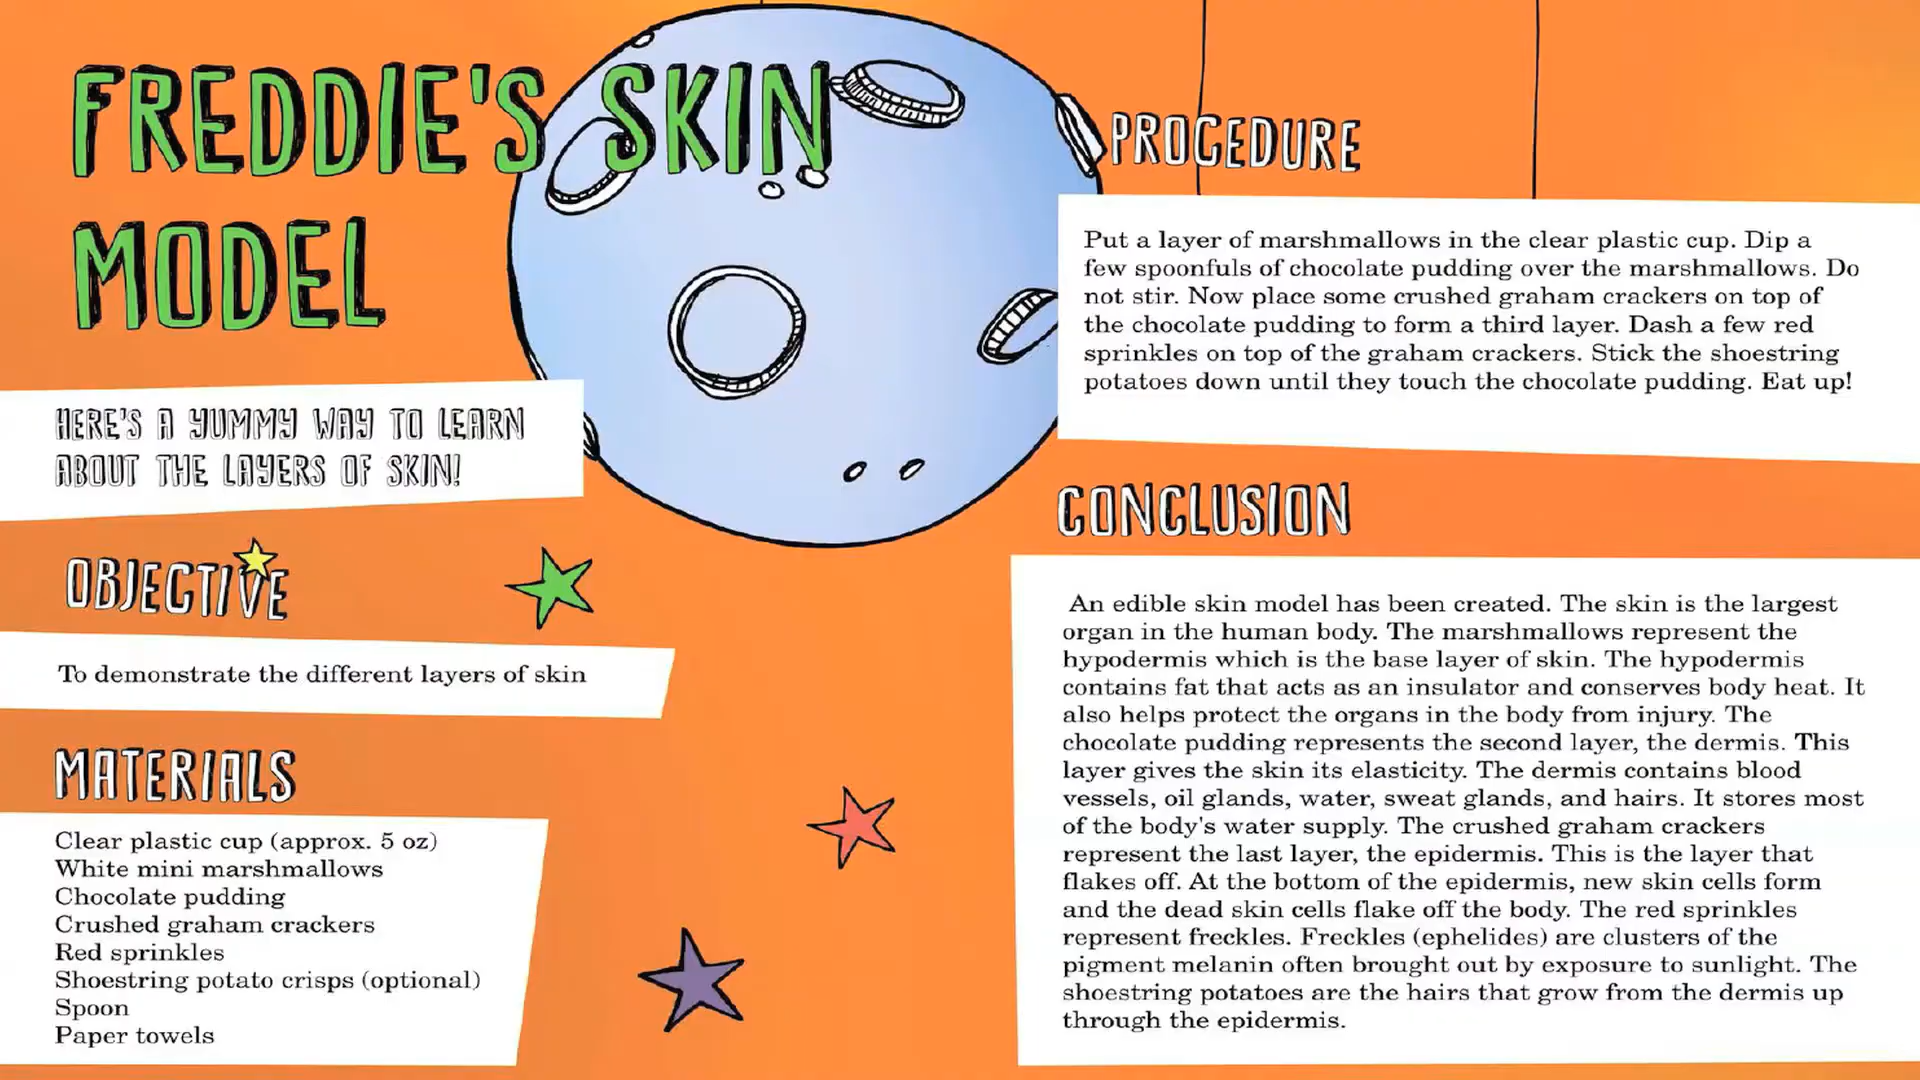 FREDDIE'S SKIN
MODEL
HERE'S A YUMMY WAY TO LEARN
ABOUT THE LAYERS OF SKIN!
OBJECTIVE
To demonstrate the different layers of skin
MATERIALS
Clear plastic cup (approx. 5 oz)
White mini marshmallows
Chocolate pudding
Crushed graham crackers
Red sprinkles
Shoestring potato crisps (optional)
Spoon
Paper towels
PROCEDURE
Put a layer of marshmallows in the clear plastic cup. Dip a
few spoonfuls of chocolate pudding over the marshmallows. Do
not stir. Now place some crushed graham crackers on top of
the chocolate pudding to form a third layer. Dash a few red
sprinkles on top of the graham crackers. Stick the shoestring
potatoes down until they touch the chocolate pudding. Eat up!
CONCLUSION
An edible skin model has been created. The skin is the largest
organ in the human body. The marshmallows represent the
hypodermis which is the base layer of skin. The hypodermis
contains fat that acts as an insulator and conserves body heat. It
also helps protect the organs in the body from injury. The
chocolate pudding represents the second layer, the dermis. This
layer gives the skin its elasticity. The dermis contains blood
vessels, oil glands, water, sweat glands, and hairs. It stores most
of the body's water supply. The crushed graham crackers
represent the last layer, the epidermis. This is the layer that
flakes off. At the bottom of the epidermis, new skin cells form
and the dead skin cells flake off the body. The red sprinkles
represent freckles. Freckles (ephelides) are clusters of the
pigment melanin often brought out by exposure to sunlight. The
shoestring potatoes are the hairs that grow from the dermis up
through the epidermis.